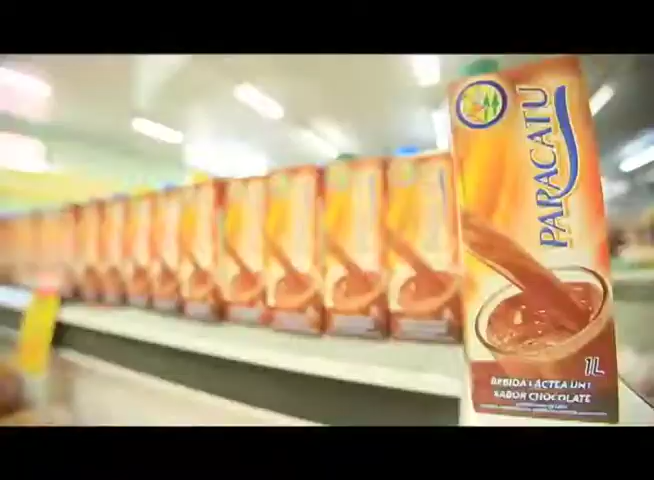 PARACATU
1L
BEBIDA LÁCTEA UHT
SABOR CHOCOLATE